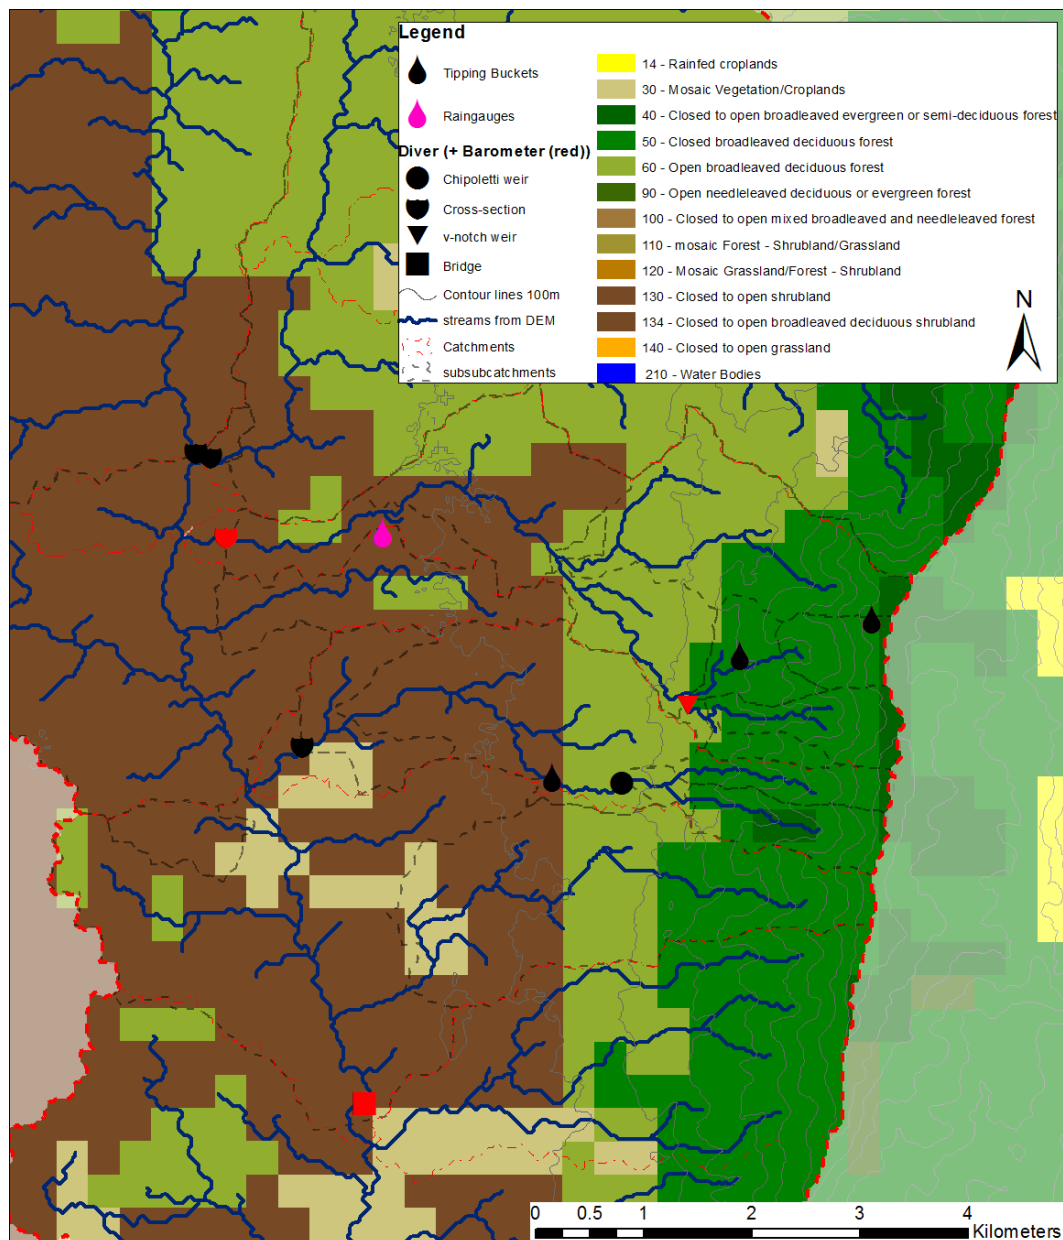 Legend
Tipping Buckets
Raingauges
Diver (+ Barometer (red))
Chipoletti weir
Cross-section
v-notch weir
Bridge
Contour lines 100m
streams from DEM
Catchments
subsubcatchments
14 - Rainfed croplands
30 - Mosaic Vegetation/Croplands
40 - Closed to open broadleaved evergreen or semi-deciduous forest
50 - Closed broadleaved deciduous forest
60 - Open broadleaved deciduous forest
90 - Open needleleaved deciduous or evergreen forest
100 - Closed to open mixed broadleaved and needleleaved forest
110 - mosaic Forest - Shrubland/Grassland
120 - Mosaic Grassland/Forest - Shrubland
130 - Closed to open shrubland
134 - Closed to open broadleaved deciduous shrubland
140 - Closed to open grassland
210 - Water Bodies
N
0 0.5 1 2 3 4
Kilometers